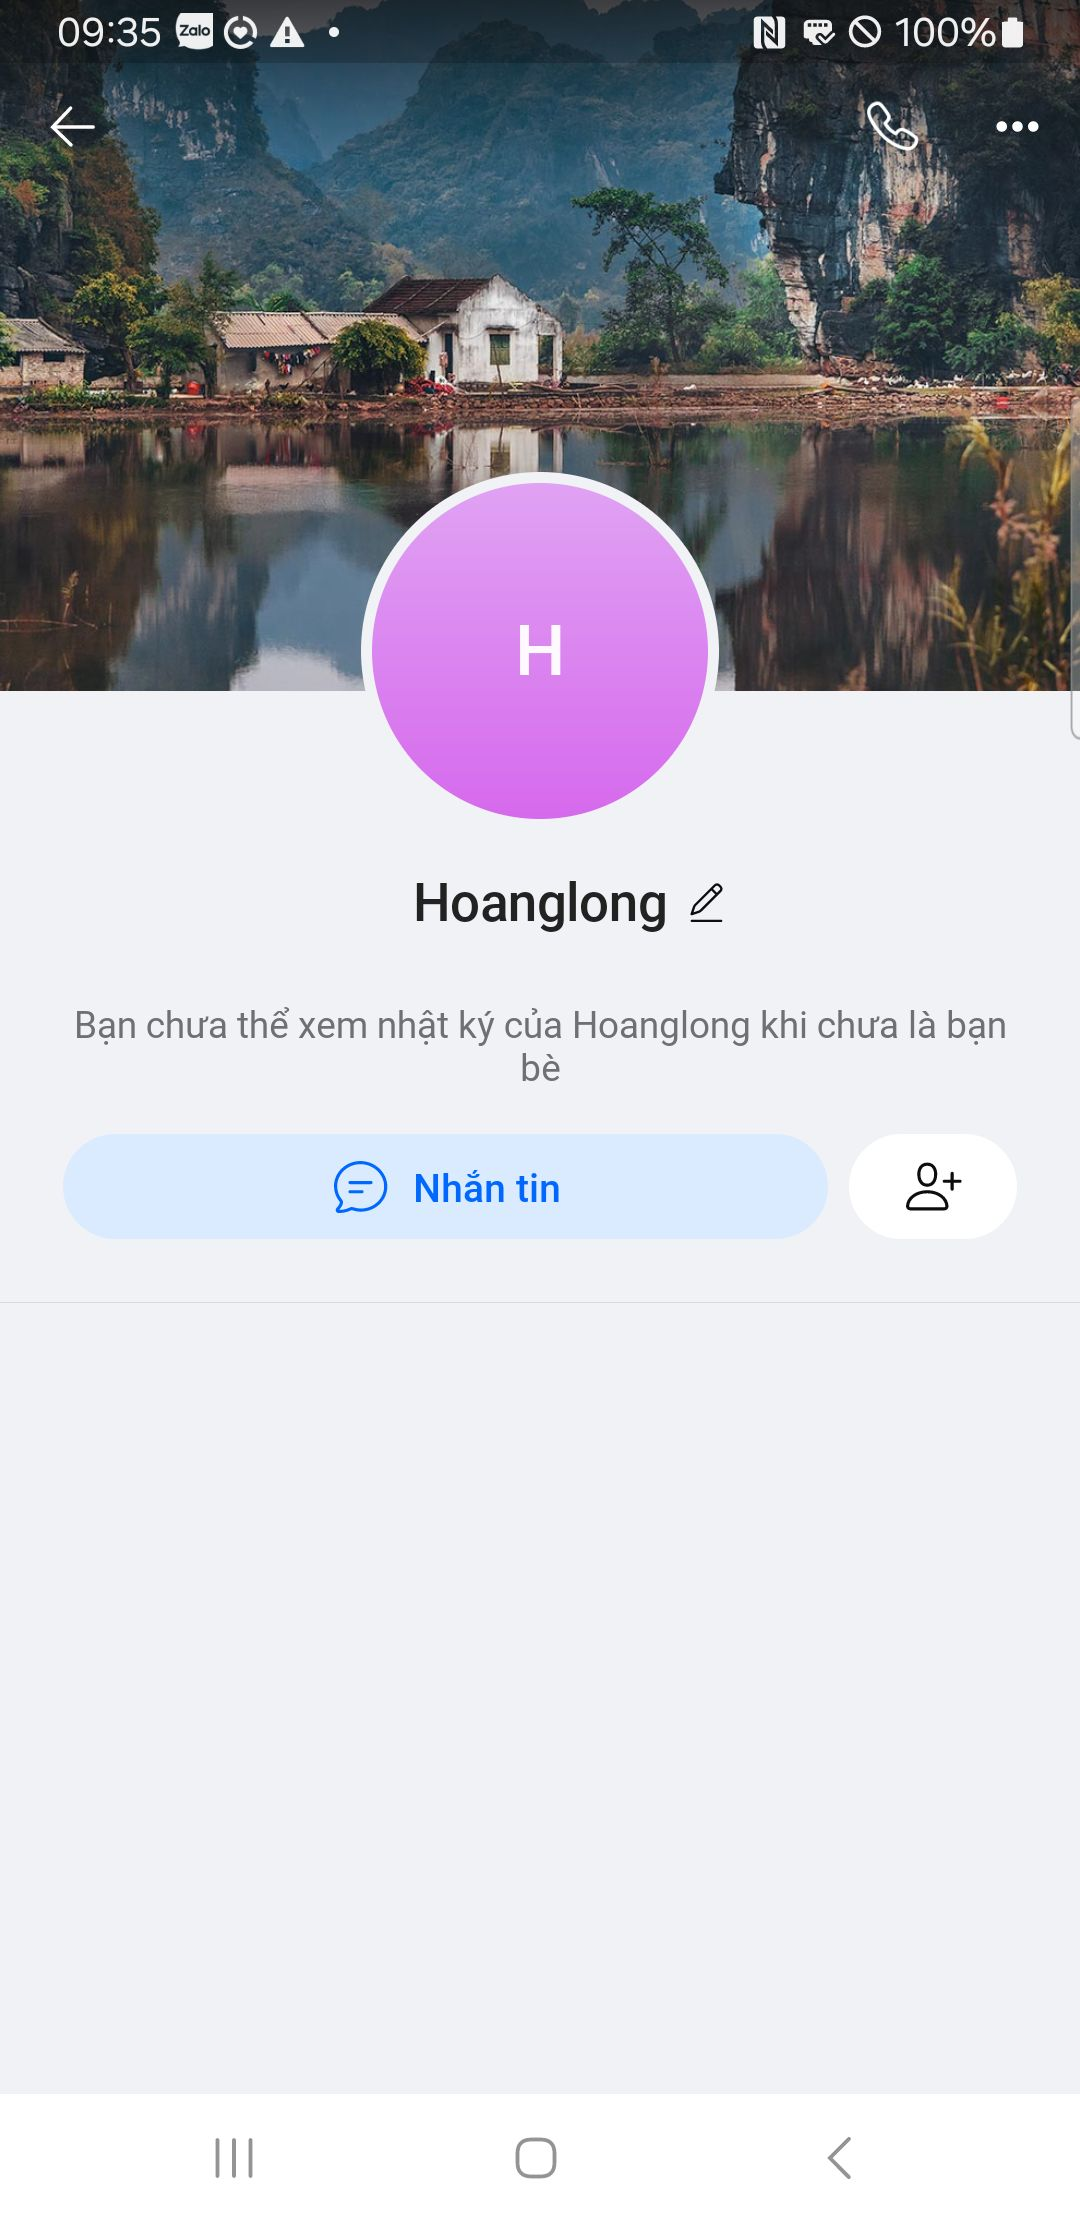 09:35 Zalo 100%
H
Hoanglong
Bạn chưa thể xem nhật ký của Hoanglong khi chưa là bạn
bè
Nhắn tin